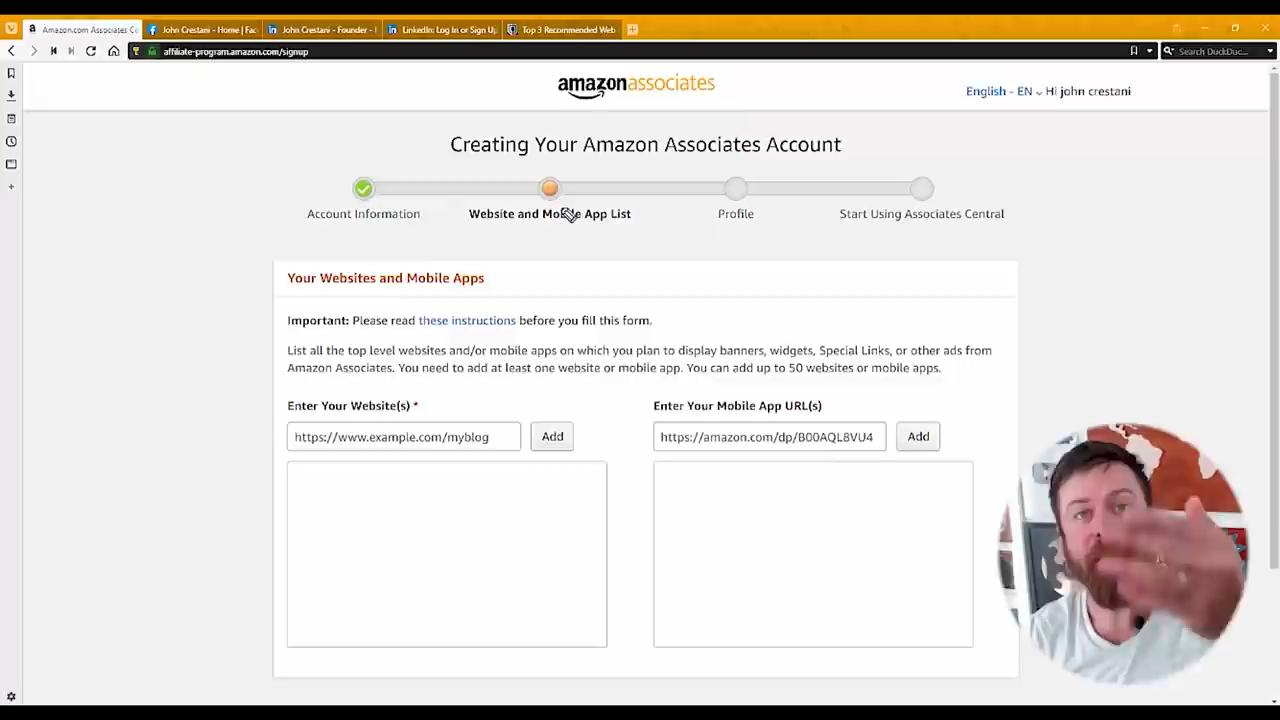 Amazon.com Associates Ce
John Crestani - Home | Fac
John Crestani - Founder - I
LinkedIn: Log In or Sign Up
Top 3 Recommended Web
affiliate-program.amazon.com/signup
Search DuckDuc...
amazonassociates
English - EN
Hi john crestani
Creating Your Amazon Associates Account
Account Information
Website and Mobile App List
Profile
Start Using Associates Central
Your Websites and Mobile Apps
Important: Please read these instructions before you fill this form.
List all the top level websites and/or mobile apps on which you plan to display banners, widgets, Special Links, or other ads from
Amazon Associates. You need to add at least one website or mobile app. You can add up to 50 websites or mobile apps.
Enter Your Website(s) *
Enter Your Mobile App URL(s)
https://www.example.com/myblog
Add
https://amazon.com/dp/B00AQL8VU4
Add